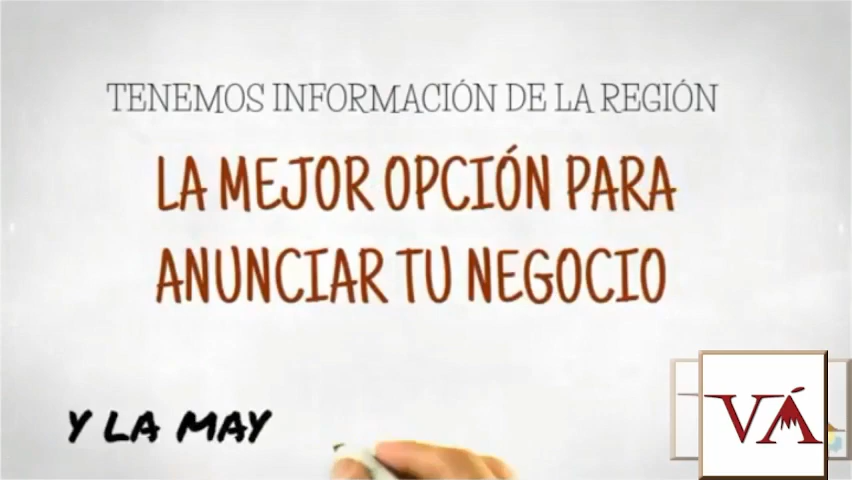 TENEMOS INFORMACIÓN DE LA REGIÓN
LA MEJOR OPCIÓN PARA
ANUNCIAR TU NEGOCIO
Y LA MAY
VÁ